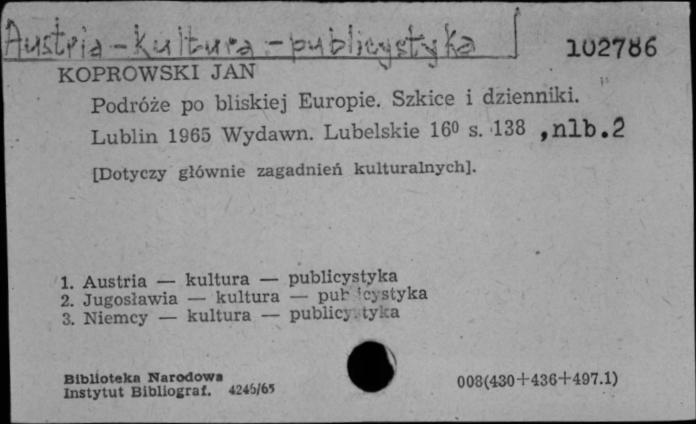 Austria - kultura - publicystyka
102786
KOPROWSKI JAN
Podróże po bliskiej Europie. Szkice i dzienniki.
Lublin 1965 Wydawn. Lubelskie 16⁰ s. 138 ,nlb.2
[Dotyczy głównie zagadnień kulturalnych].
1. Austria — kultura — publicystyka
2. Jugosławia — kultura — publicystyka
3. Niemcy — kultura — publicystyka
Biblioteka Narodowa
Instytut Bibliograf. 4246/65
008(430+436+497.1)